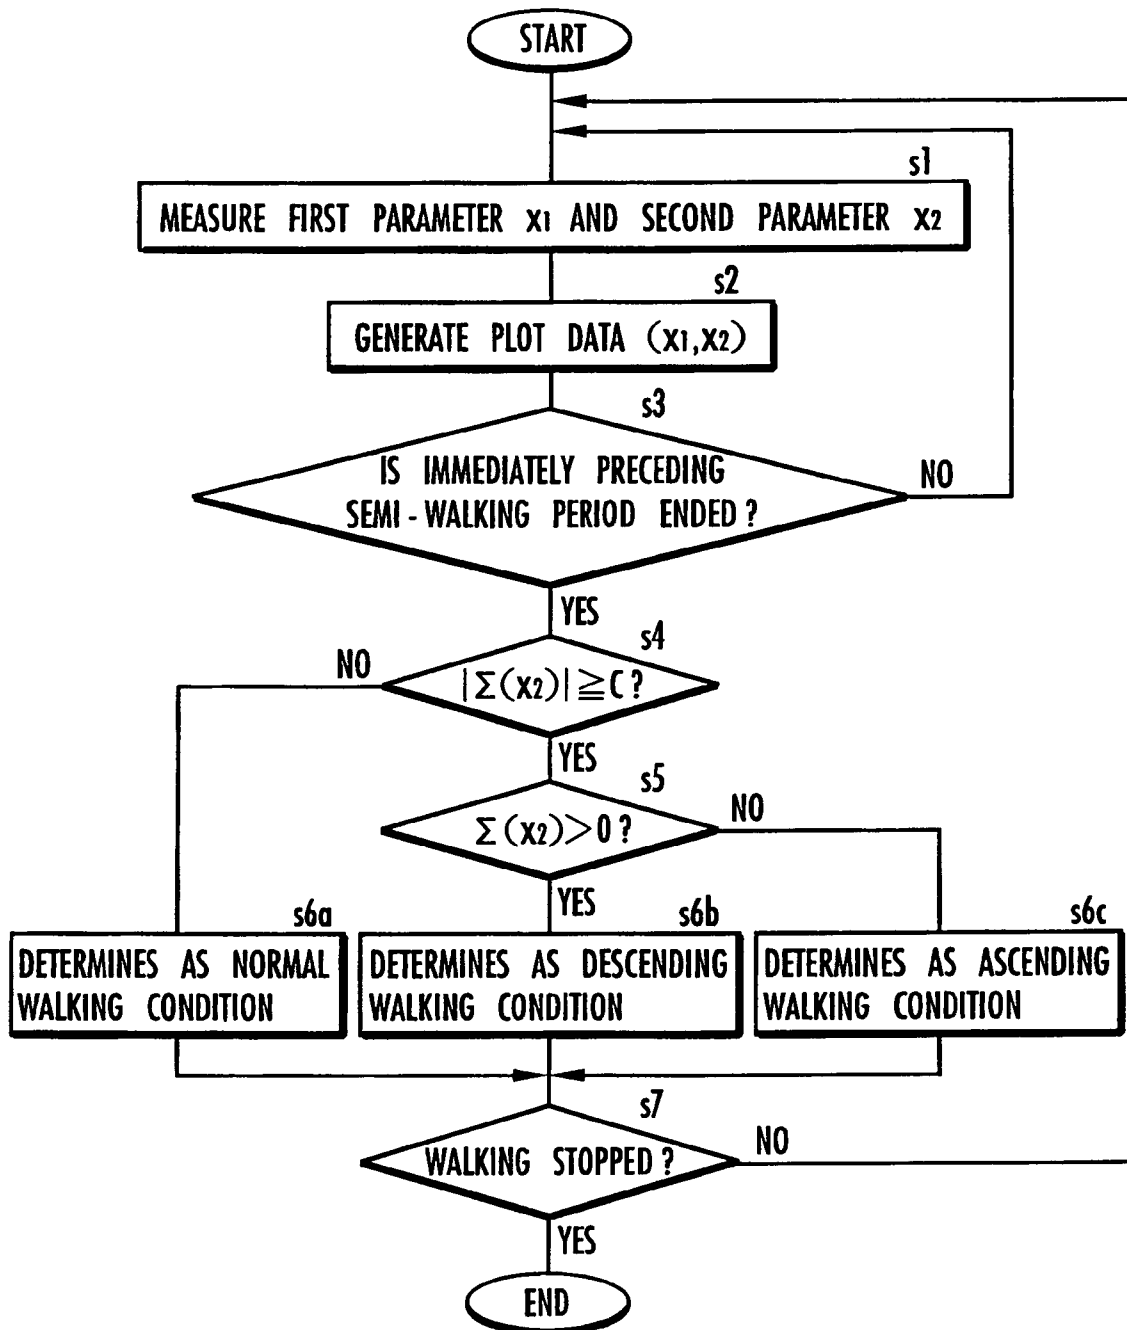 START
s1
MEASURE FIRST PARAMETER x1 AND SECOND PARAMETER x2
s2
GENERATE PLOT DATA (x1,x2)
s3
IS IMMEDIATELY PRECEDING
SEMI-WALKING PERIOD ENDED?
NO
YES
s4
NO
|Σ(x2)|≧C?
YES
s5
NO
Σ(x2)>0?
YES
s6a
s6b
s6c
DETERMINES AS NORMAL
WALKING CONDITION
DETERMINES AS DESCENDING
WALKING CONDITION
DETERMINES AS ASCENDING
WALKING CONDITION
s7
WALKING STOPPED?
NO
YES
END